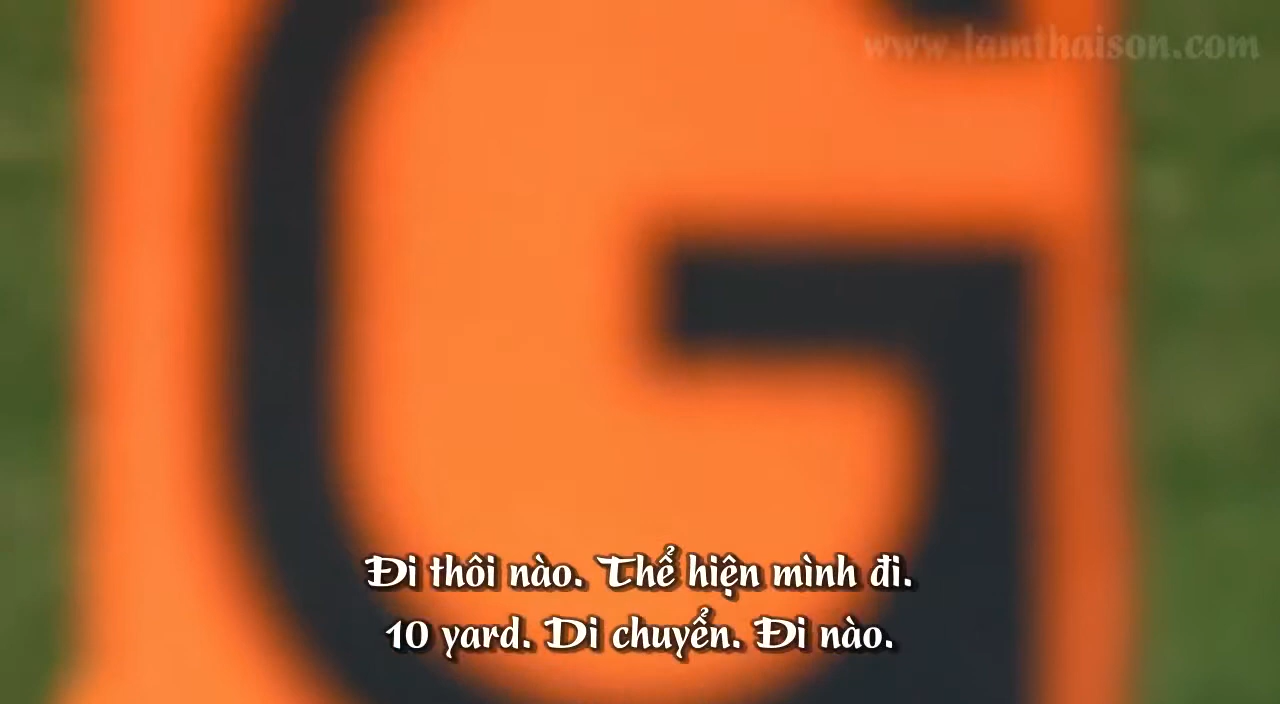 www.lamthaison.com
G
Đi thôi nào. Thể hiện mình đi.
10 yard. Di chuyển. Đi nào.